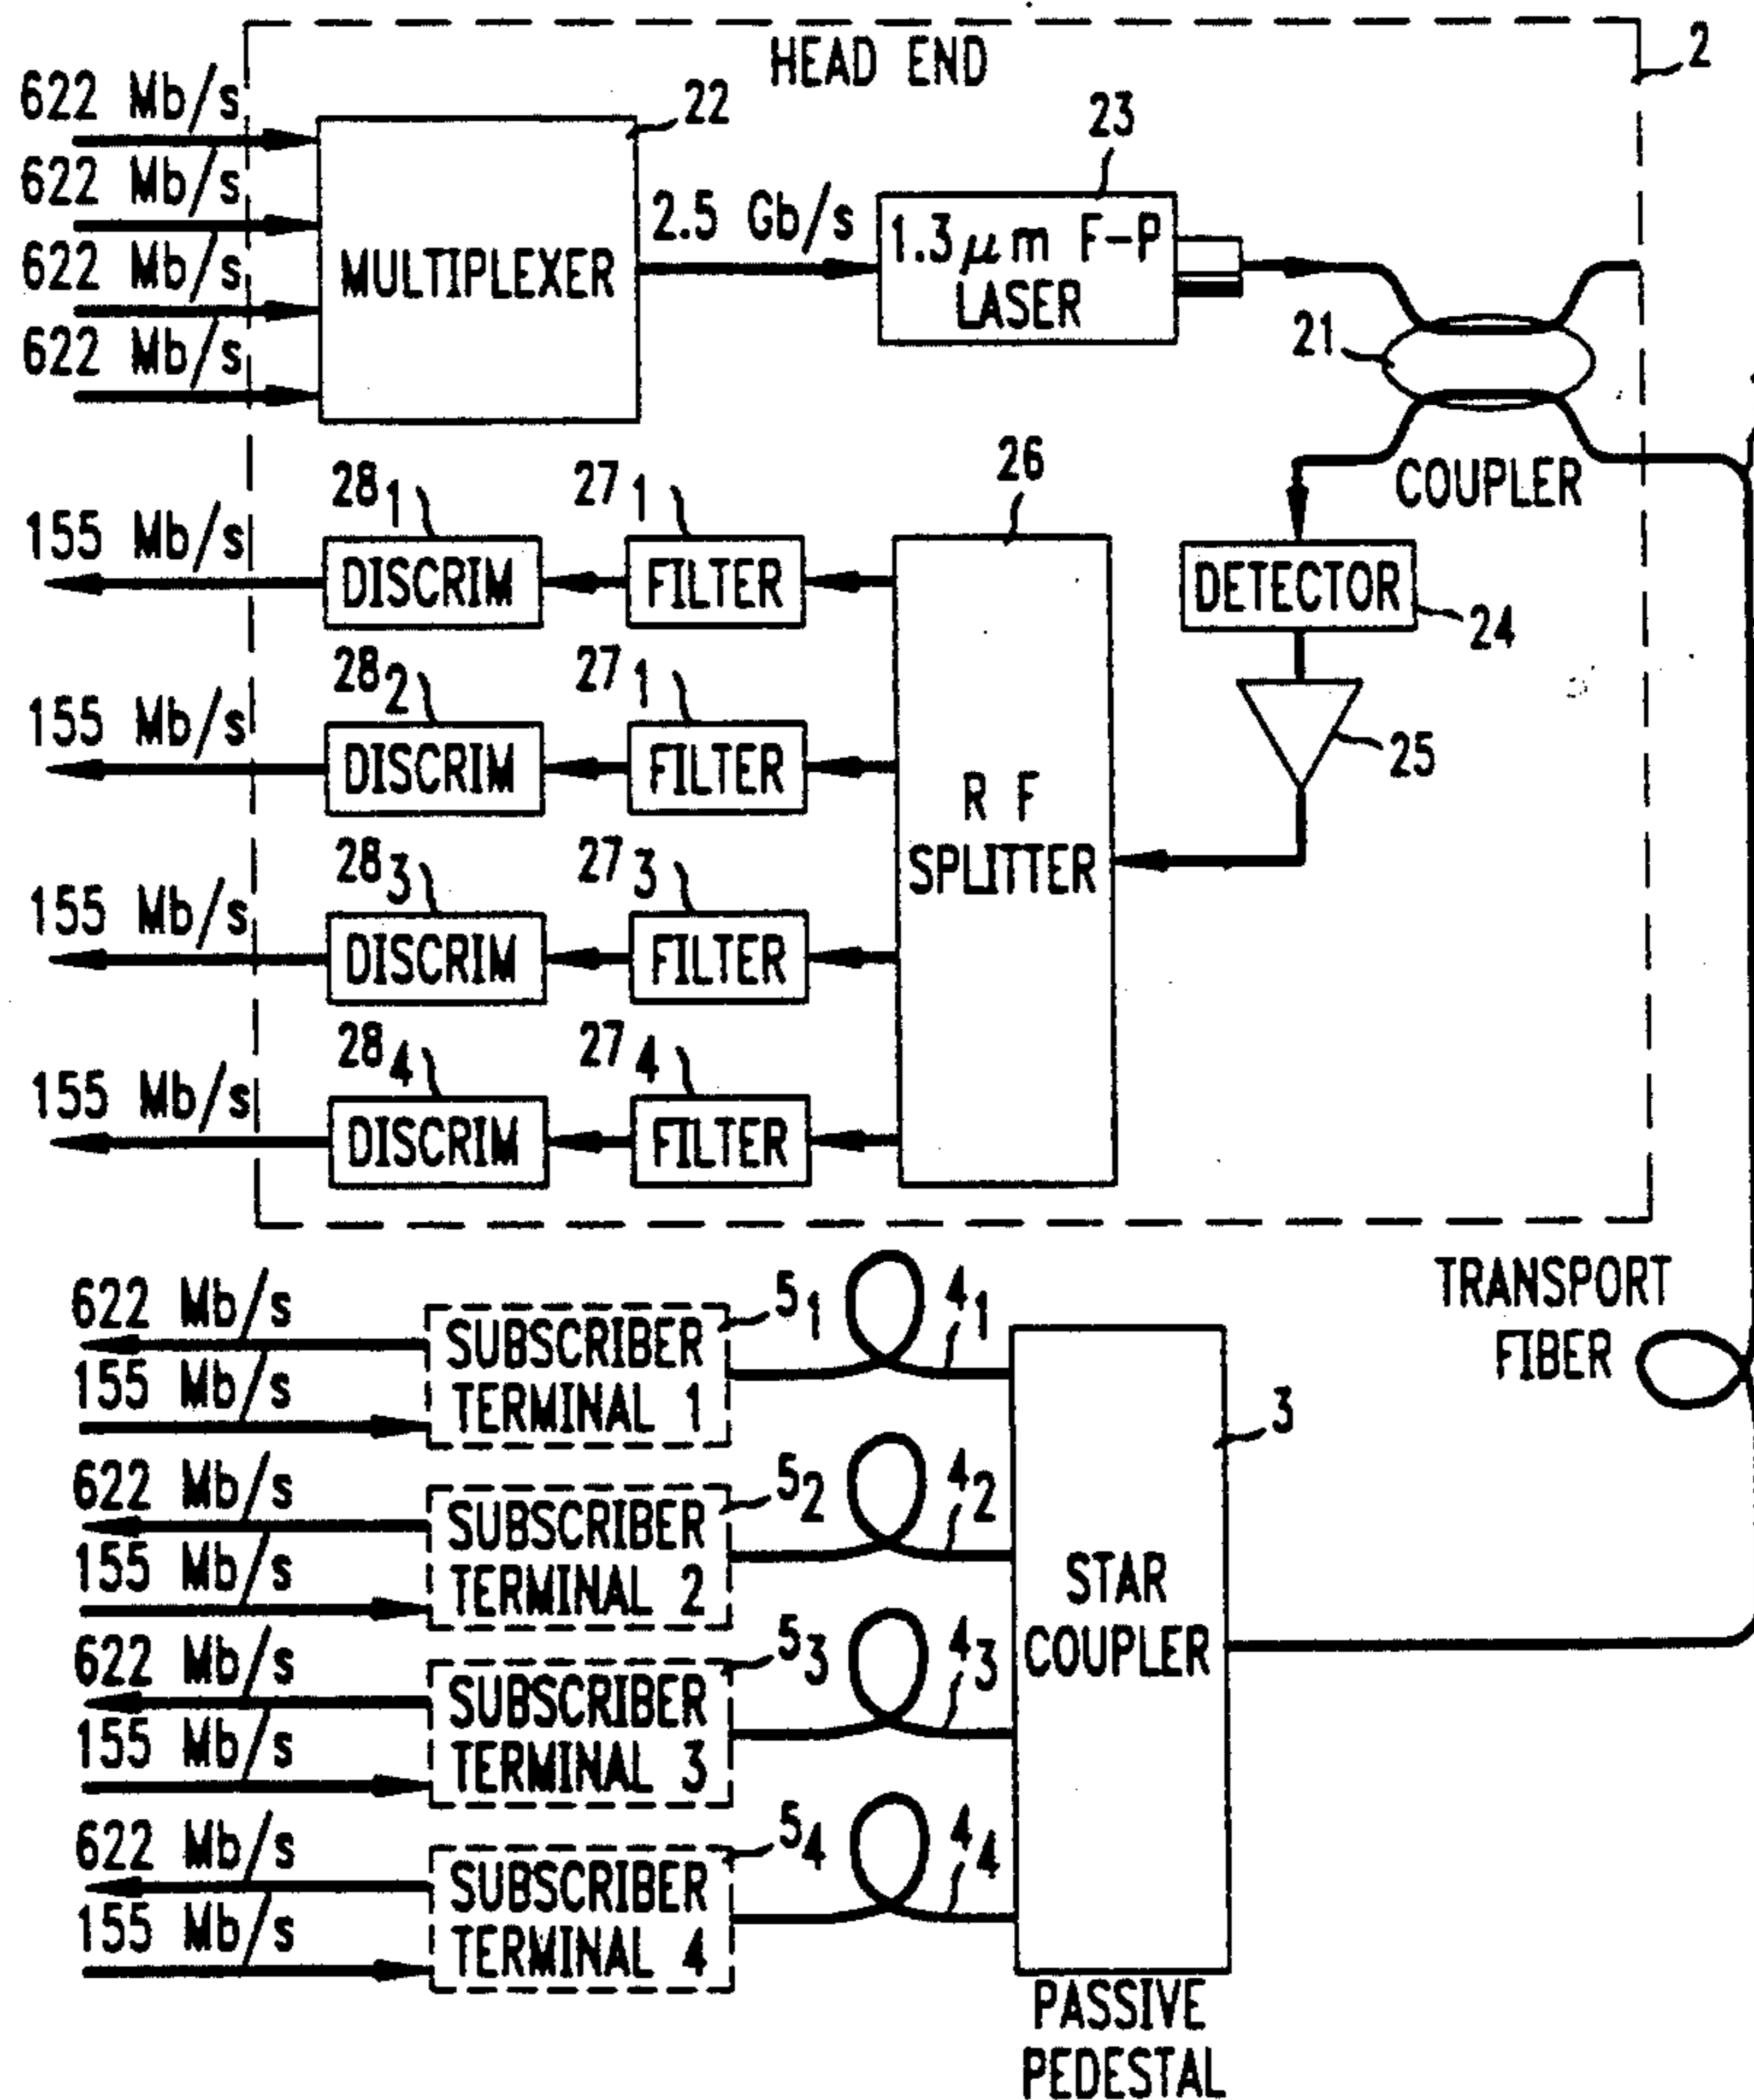 HEAD END
2
622 Mb/s
622 Mb/s
622 Mb/s
622 Mb/s
22
MULTIPLEXER
2.5 Gb/s
23
1.3μm F-P
LASER
21
COUPLER
26
R F
SPLITTER
DETECTOR
24
25
155 Mb/s
28 1
DISCRIM
27 1
FILTER
155 Mb/s
28 2
DISCRIM
27 1
FILTER
155 Mb/s
28 3
DISCRIM
27 3
FILTER
155 Mb/s
28 4
DISCRIM
27 4
FILTER
TRANSPORT
FIBER
622 Mb/s
155 Mb/s
SUBSCRIBER
TERMINAL 1
5 1
4 1
622 Mb/s
155 Mb/s
SUBSCRIBER
TERMINAL 2
5 2
4 2
622 Mb/s
155 Mb/s
SUBSCRIBER
TERMINAL 3
5 3
4 3
622 Mb/s
155 Mb/s
SUBSCRIBER
TERMINAL 4
5 4
4 4
3
STAR
COUPLER
PASSIVE
PEDESTAL